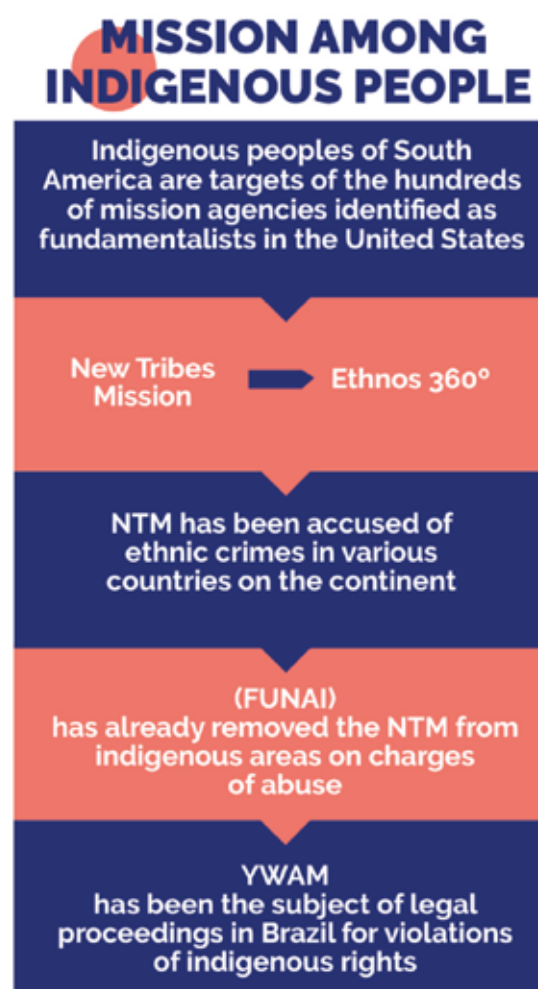 MISSION AMONG
INDIGENOUS PEOPLE
Indigenous peoples of South
America are targets of the hundreds
of mission agencies identified as
fundamentalists in the United States
New Tribes
Mission
Ethnos 360º
NTM has been accused of
ethnic crimes in various
countries on the continent
(FUNAI)
has already removed the NTM from
indigenous areas on charges
of abuse
YWAM
has been the subject of legal
proceedings in Brazil for violations
of indigenous rights